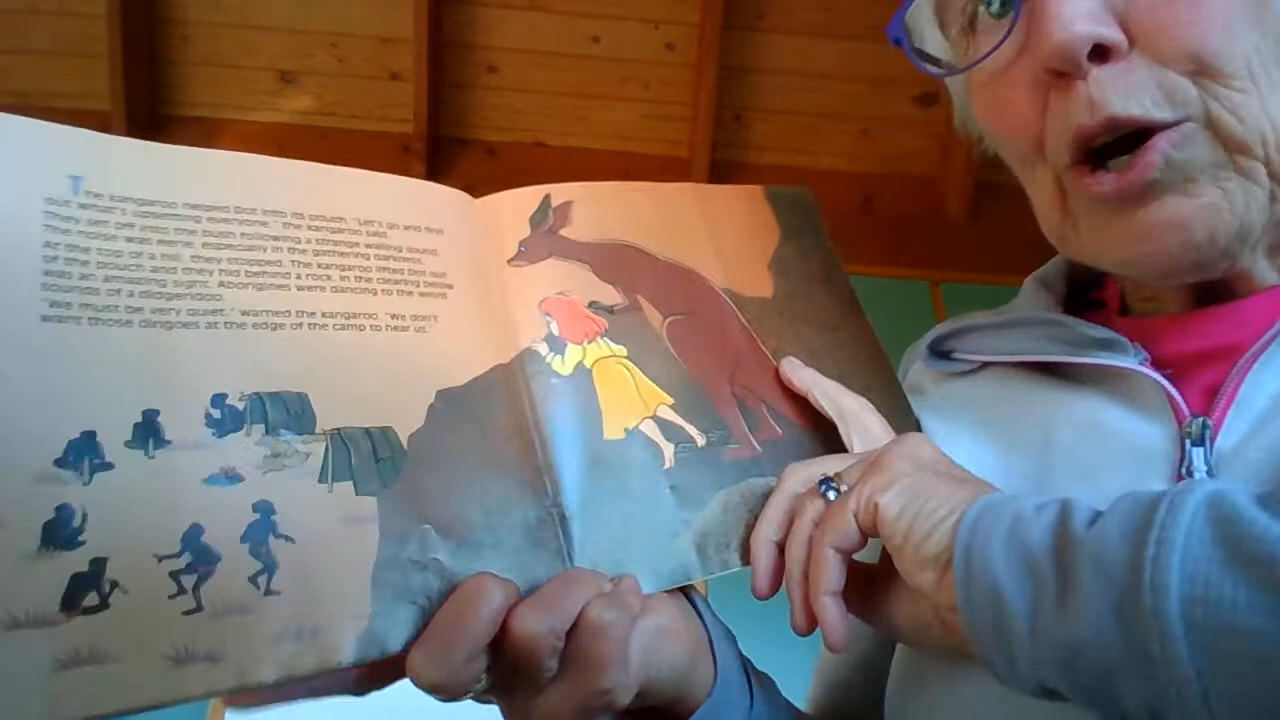 The kangaroo helped Dot into its pouch. "Let's go and find
out what's upsetting everyone," the kangaroo said.
They set off into the bush following a strange wailing sound.
The noise was eerie, especially in the gathering darkness.
At the top of a hill, they stopped. The kangaroo lifted Dot out
of the pouch and they hid behind a rock. In the clearing below
was an amazing sight. Aborigines were dancing to the weird
sounds of a didgeridoo.
"We must be very quiet," warned the kangaroo. "We don't
want those dingoes at the edge of the camp to hear us."